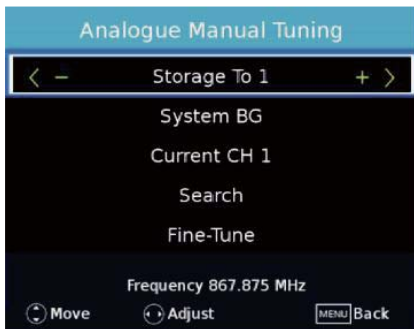 Analogue Manual Tuning
< − Storage To 1 + >
System BG
Current CH 1
Search
Fine-Tune
Frequency 867.875 MHz
Move Adjust MENU Back